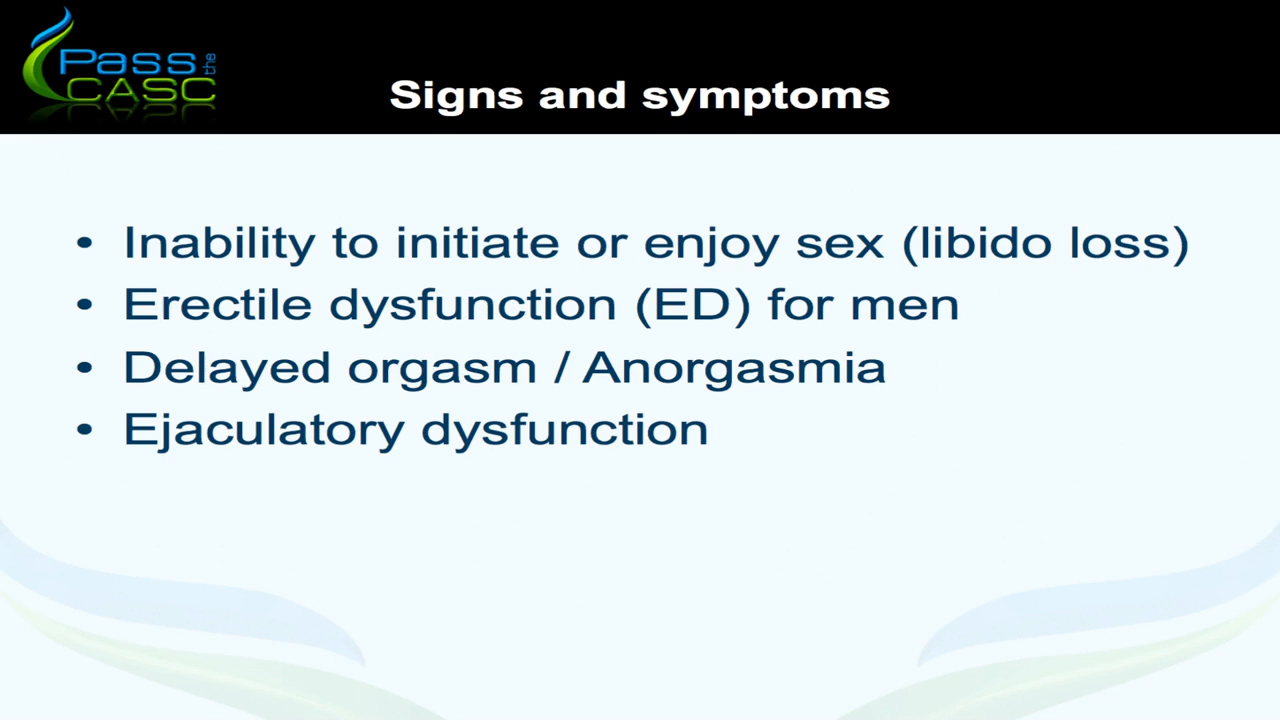 Pass the
CASC
Signs and symptoms
• Inability to initiate or enjoy sex (libido loss)
• Erectile dysfunction (ED) for men
• Delayed orgasm / Anorgasmia
• Ejaculatory dysfunction